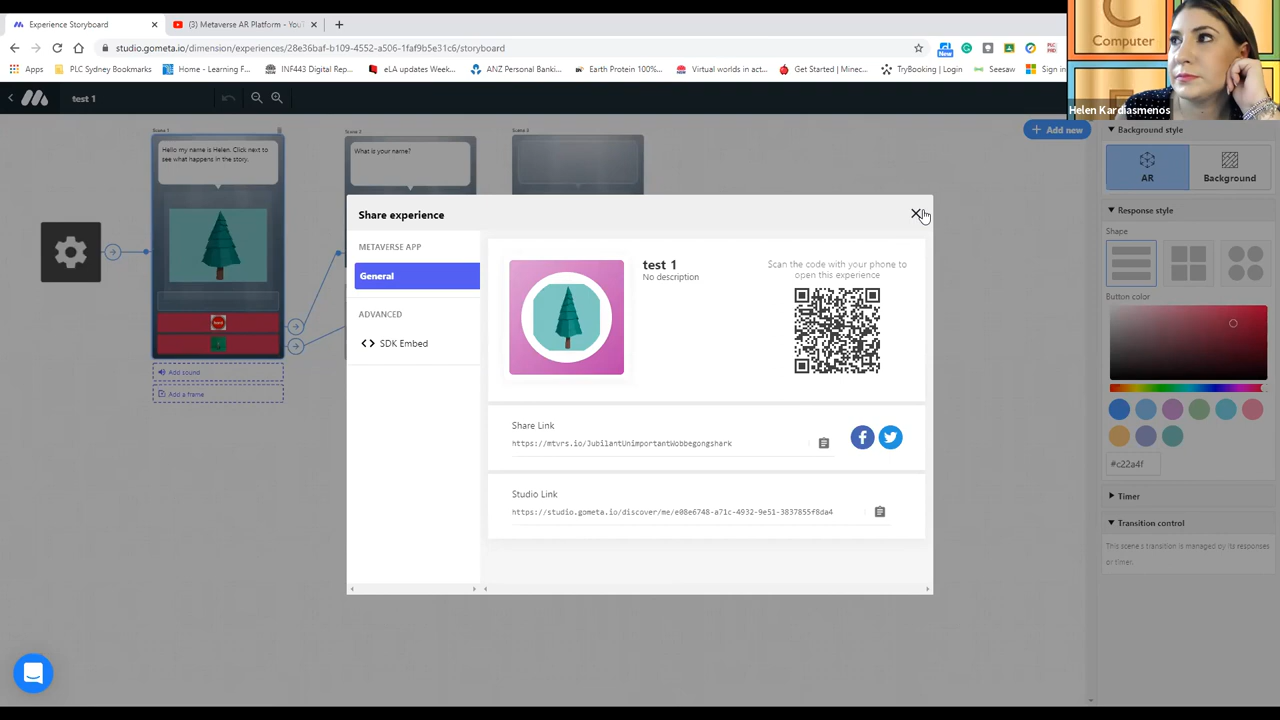 Experience Storyboard
(3) Metaverse AR Platform - You
studio.gometa.io/dimension/experiences/28e36baf-b109-4552-a506-1faf9b5e31c6/storyboard
New
Apps
PLC Sydney Bookmarks
Home - Learning F...
INF443 Digital Rep...
eLA updates Week...
ANZ Personal Banki...
Earth Protein 100%...
Virtual worlds in act...
Get Started | Minec...
TryBooking | Login
Seesaw
Sign in
C
Computer
Helen Kardiasmenos
test 1
Scene 1
Hello my name is Helen. Click next to
see what happens in the story.
What is your name?
Add sound
Add a frame
Add new
Share experience
METAVERSE APP
General
ADVANCED
SDK Embed
test 1
No description
Scan the code with your phone to
open this experience
Share Link
https://mtvrs.io/JubilantUnimportantWobbegongshark
Studio Link
https://studio.gometa.io/discover/me/e08e6748-a71c-4932-9e51-3837855f8da4
Background style
AR
Background
Response style
Shape
Button color
#c22a4f
Timer
Transition control
This scene's transition is managed by its responses
or timer.